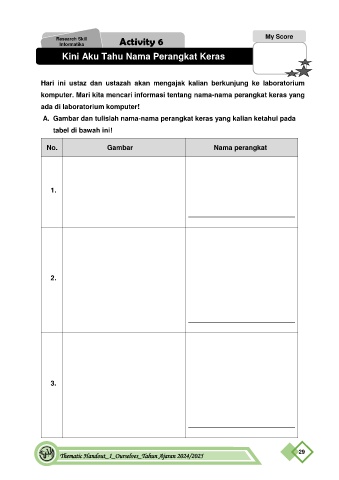 Research Skill
Informatika
Activity 6
My Score
Kini Aku Tahu Nama Perangkat Keras
Hari ini ustaz dan ustazah akan mengajak kalian berkunjung ke laboratorium
komputer. Mari kita mencari informasi tentang nama-nama perangkat keras yang
ada di laboratorium komputer!
A. Gambar dan tulislah nama-nama perangkat keras yang kalian ketahui pada
tabel di bawah ini!
No. Gambar Nama perangkat
1.
2.
3.
Thematic Handout_1_Ourselves_Tahun Ajaran 2024/2025
29